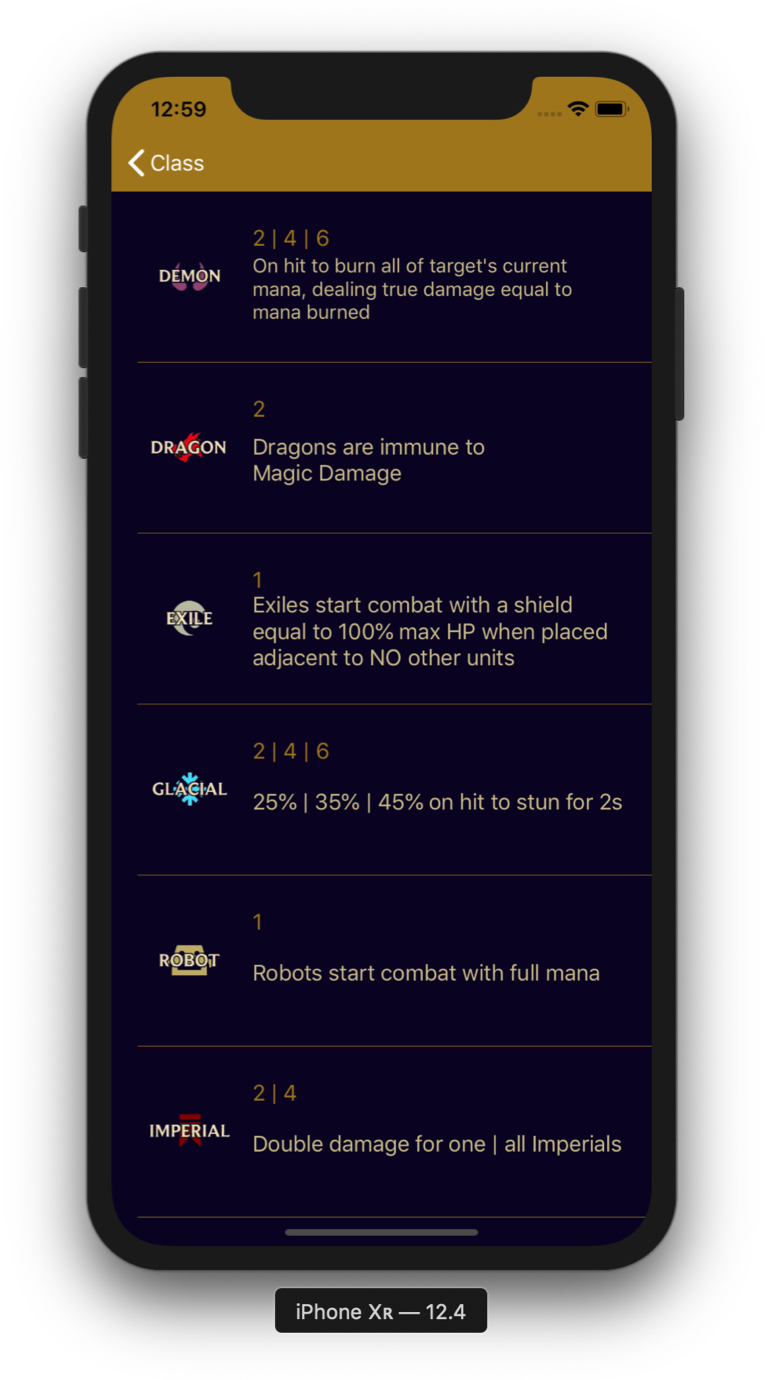 12:59
Class
2 | 4 | 6
DEMON
On hit to burn all of target's current
mana, dealing true damage equal to
mana burned
2
DRAGON
Dragons are immune to
Magic Damage
1
EXILE
Exiles start combat with a shield
equal to 100% max HP when placed
adjacent to NO other units
2 | 4 | 6
GLACIAL
25% | 35% | 45% on hit to stun for 2s
1
ROBOT
Robots start combat with full mana
2 | 4
IMPERIAL
Double damage for one | all Imperials
iPhone Xʀ — 12.4